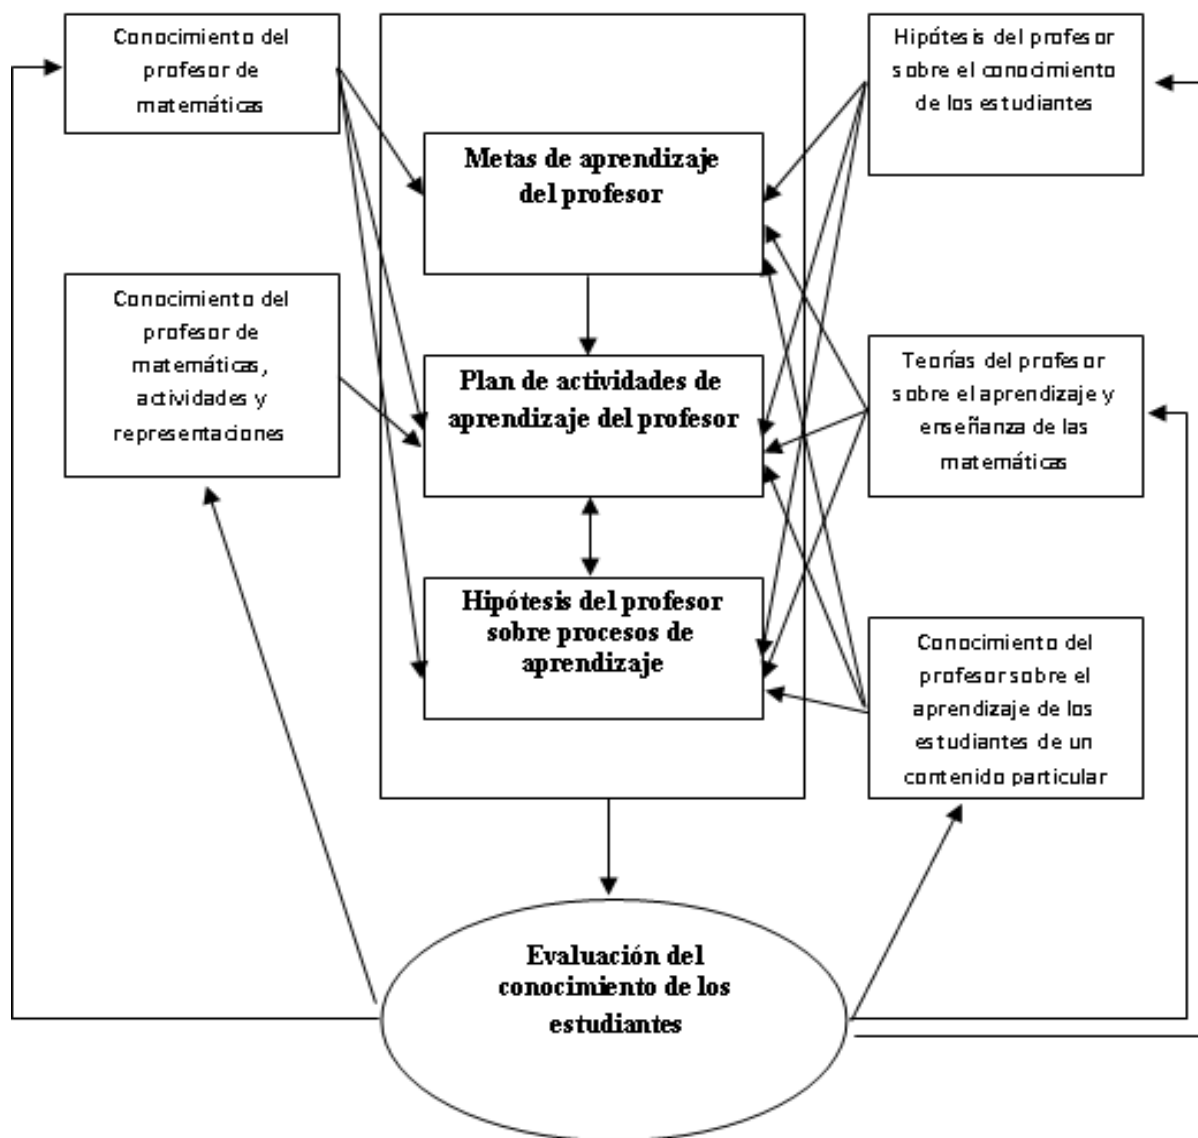 Conocimiento del
profesor de
matemáticas
Conocimiento del
profesor de
matemáticas,
actividades y
representaciones
Metas de aprendizaje
del profesor
Plan de actividades de
aprendizaje del profesor
Hipótesis del profesor
sobre procesos de
aprendizaje
Hipótesis del profesor
sobre el conocimiento
de los estudiantes
Teorías del profesor
sobre el aprendizaje y
enseñanza de las
matemáticas
Conocimiento del
profesor sobre el
aprendizaje de los
estudiantes de un
contenido particular
Evaluación del
conocimiento de los
estudiantes